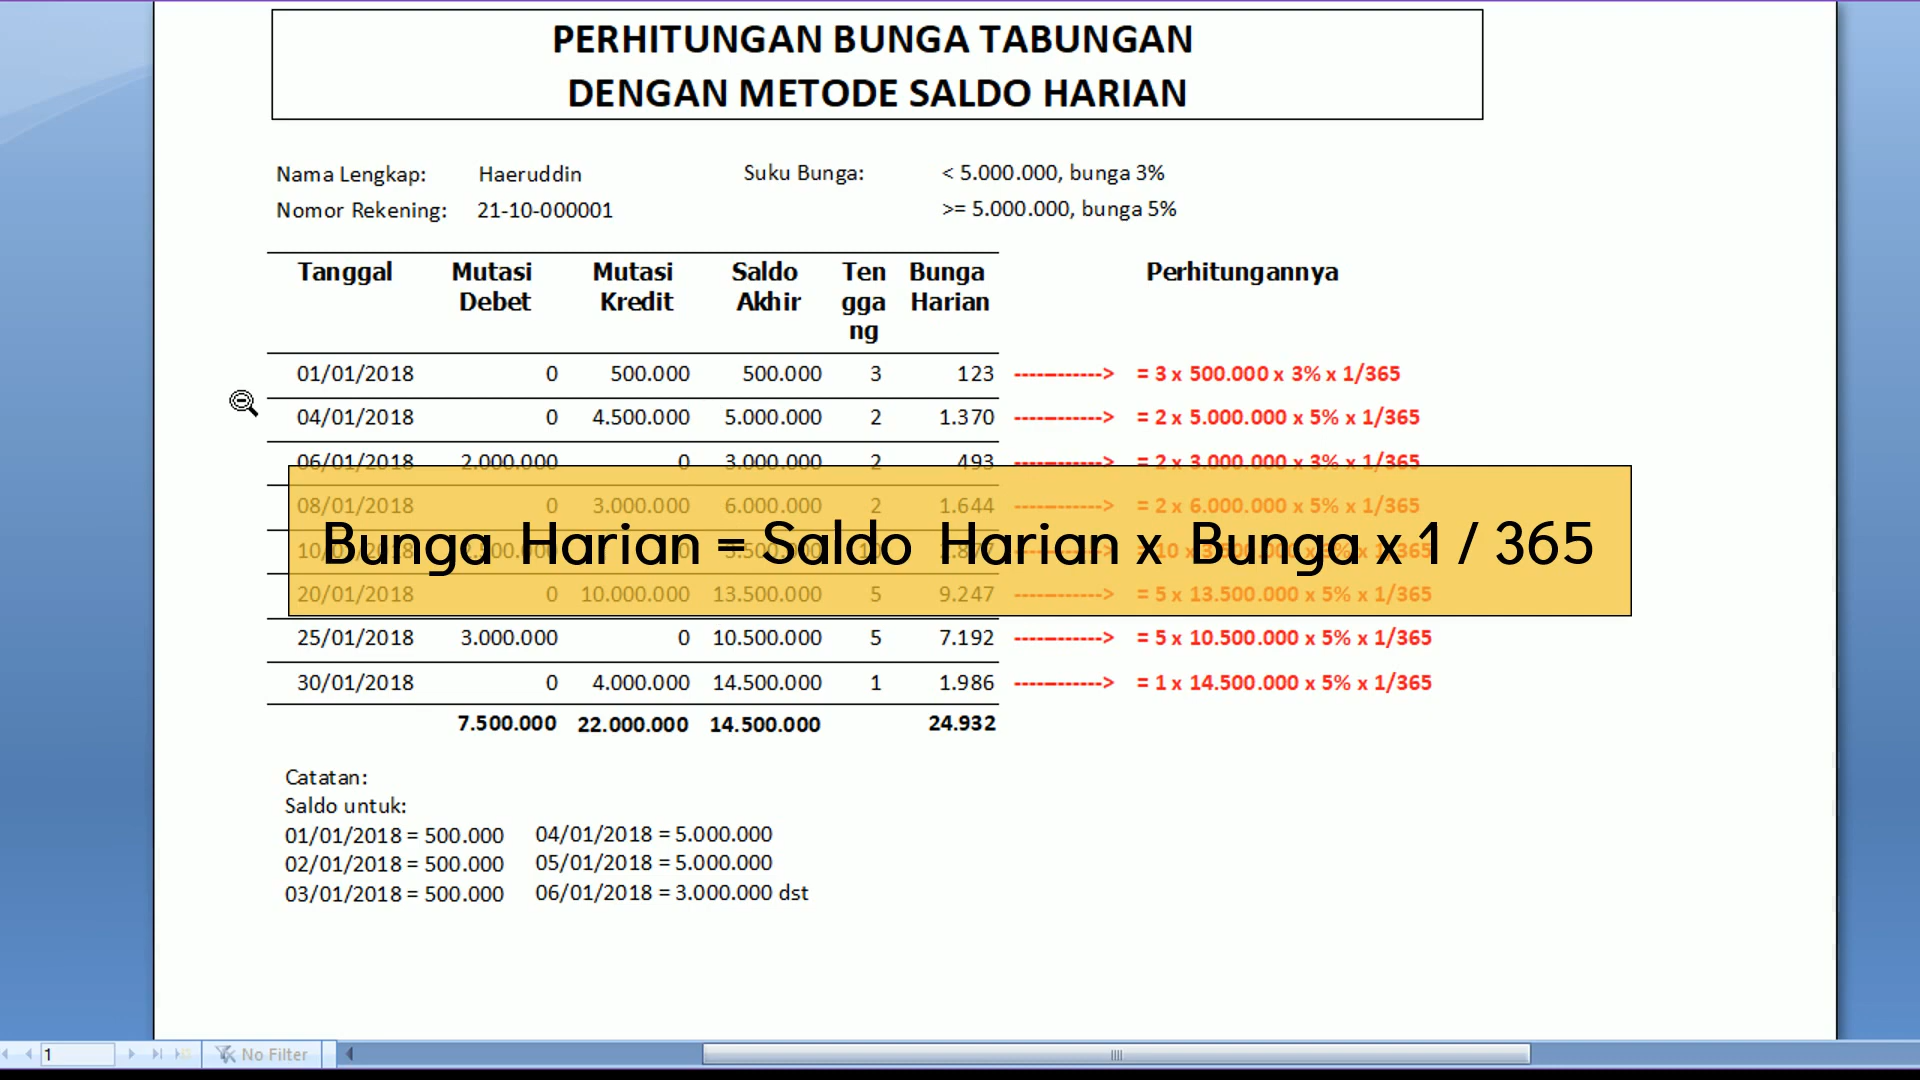 PERHITUNGAN BUNGA TABUNGAN
DENGAN METODE SALDO HARIAN
Nama Lengkap: Haeruddin Suku Bunga: < 5.000.000, bunga 3%
Nomor Rekening: 21-10-000001 >= 5.000.000, bunga 5%
Tanggal Mutasi Debet Mutasi Kredit Saldo Akhir Ten gga ng Bunga Harian Perhitungannya
01/01/2018 0 500.000 500.000 3 123 ------------> = 3 x 500.000 x 3% x 1/365
04/01/2018 0 4.500.000 5.000.000 2 1.370 ------------> = 2 x 5.000.000 x 5% x 1/365
06/01/2018 2.000.000 0 3.000.000 2 493 ------------> = 2 x 3.000.000 x 3% x 1/365
08/01/2018 0 3.000.000 6.000.000 2 1.644 ------------> = 2 x 6.000.000 x 5% x 1/365
Bunga Harian = Saldo Harian x Bunga x 1 / 365
20/01/2018 0 10.000.000 13.500.000 5 9.247 ------------> = 5 x 13.500.000 x 5% x 1/365
25/01/2018 3.000.000 0 10.500.000 5 7.192 ------------> = 5 x 10.500.000 x 5% x 1/365
30/01/2018 0 4.000.000 14.500.000 1 1.986 ------------> = 1 x 14.500.000 x 5% x 1/365
7.500.000 22.000.000 14.500.000 24.932
Catatan:
Saldo untuk:
01/01/2018 = 500.000 04/01/2018 = 5.000.000
02/01/2018 = 500.000 05/01/2018 = 5.000.000
03/01/2018 = 500.000 06/01/2018 = 3.000.000 dst
1 No Filter